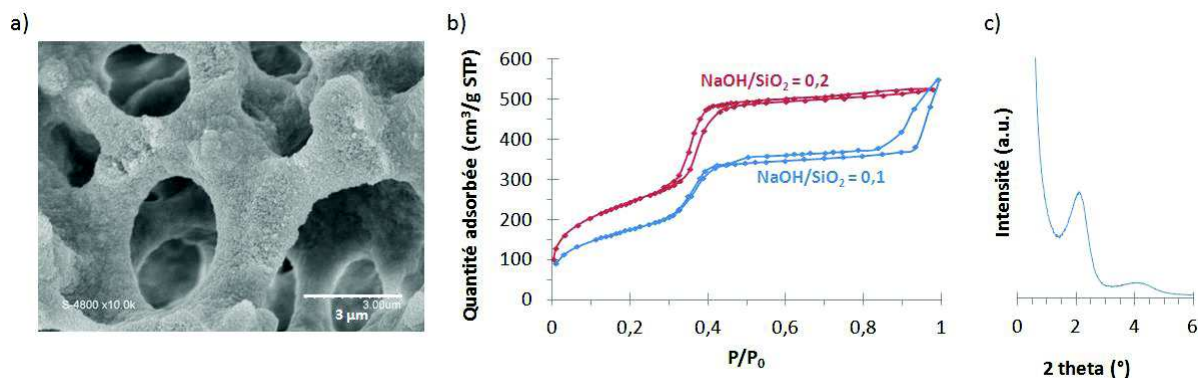 a)
S-4800 x10.0k
3.00um
3 µm
b)
Quantité adsorbée (cm³/g STP)
600
500
400
300
200
100
0
NaOH/SiO₂ = 0,2
NaOH/SiO₂ = 0,1
0
0,2
0,4
0,6
0,8
1
P/P₀
c)
Intensité (a.u.)
0
2
4
6
2 theta (°)